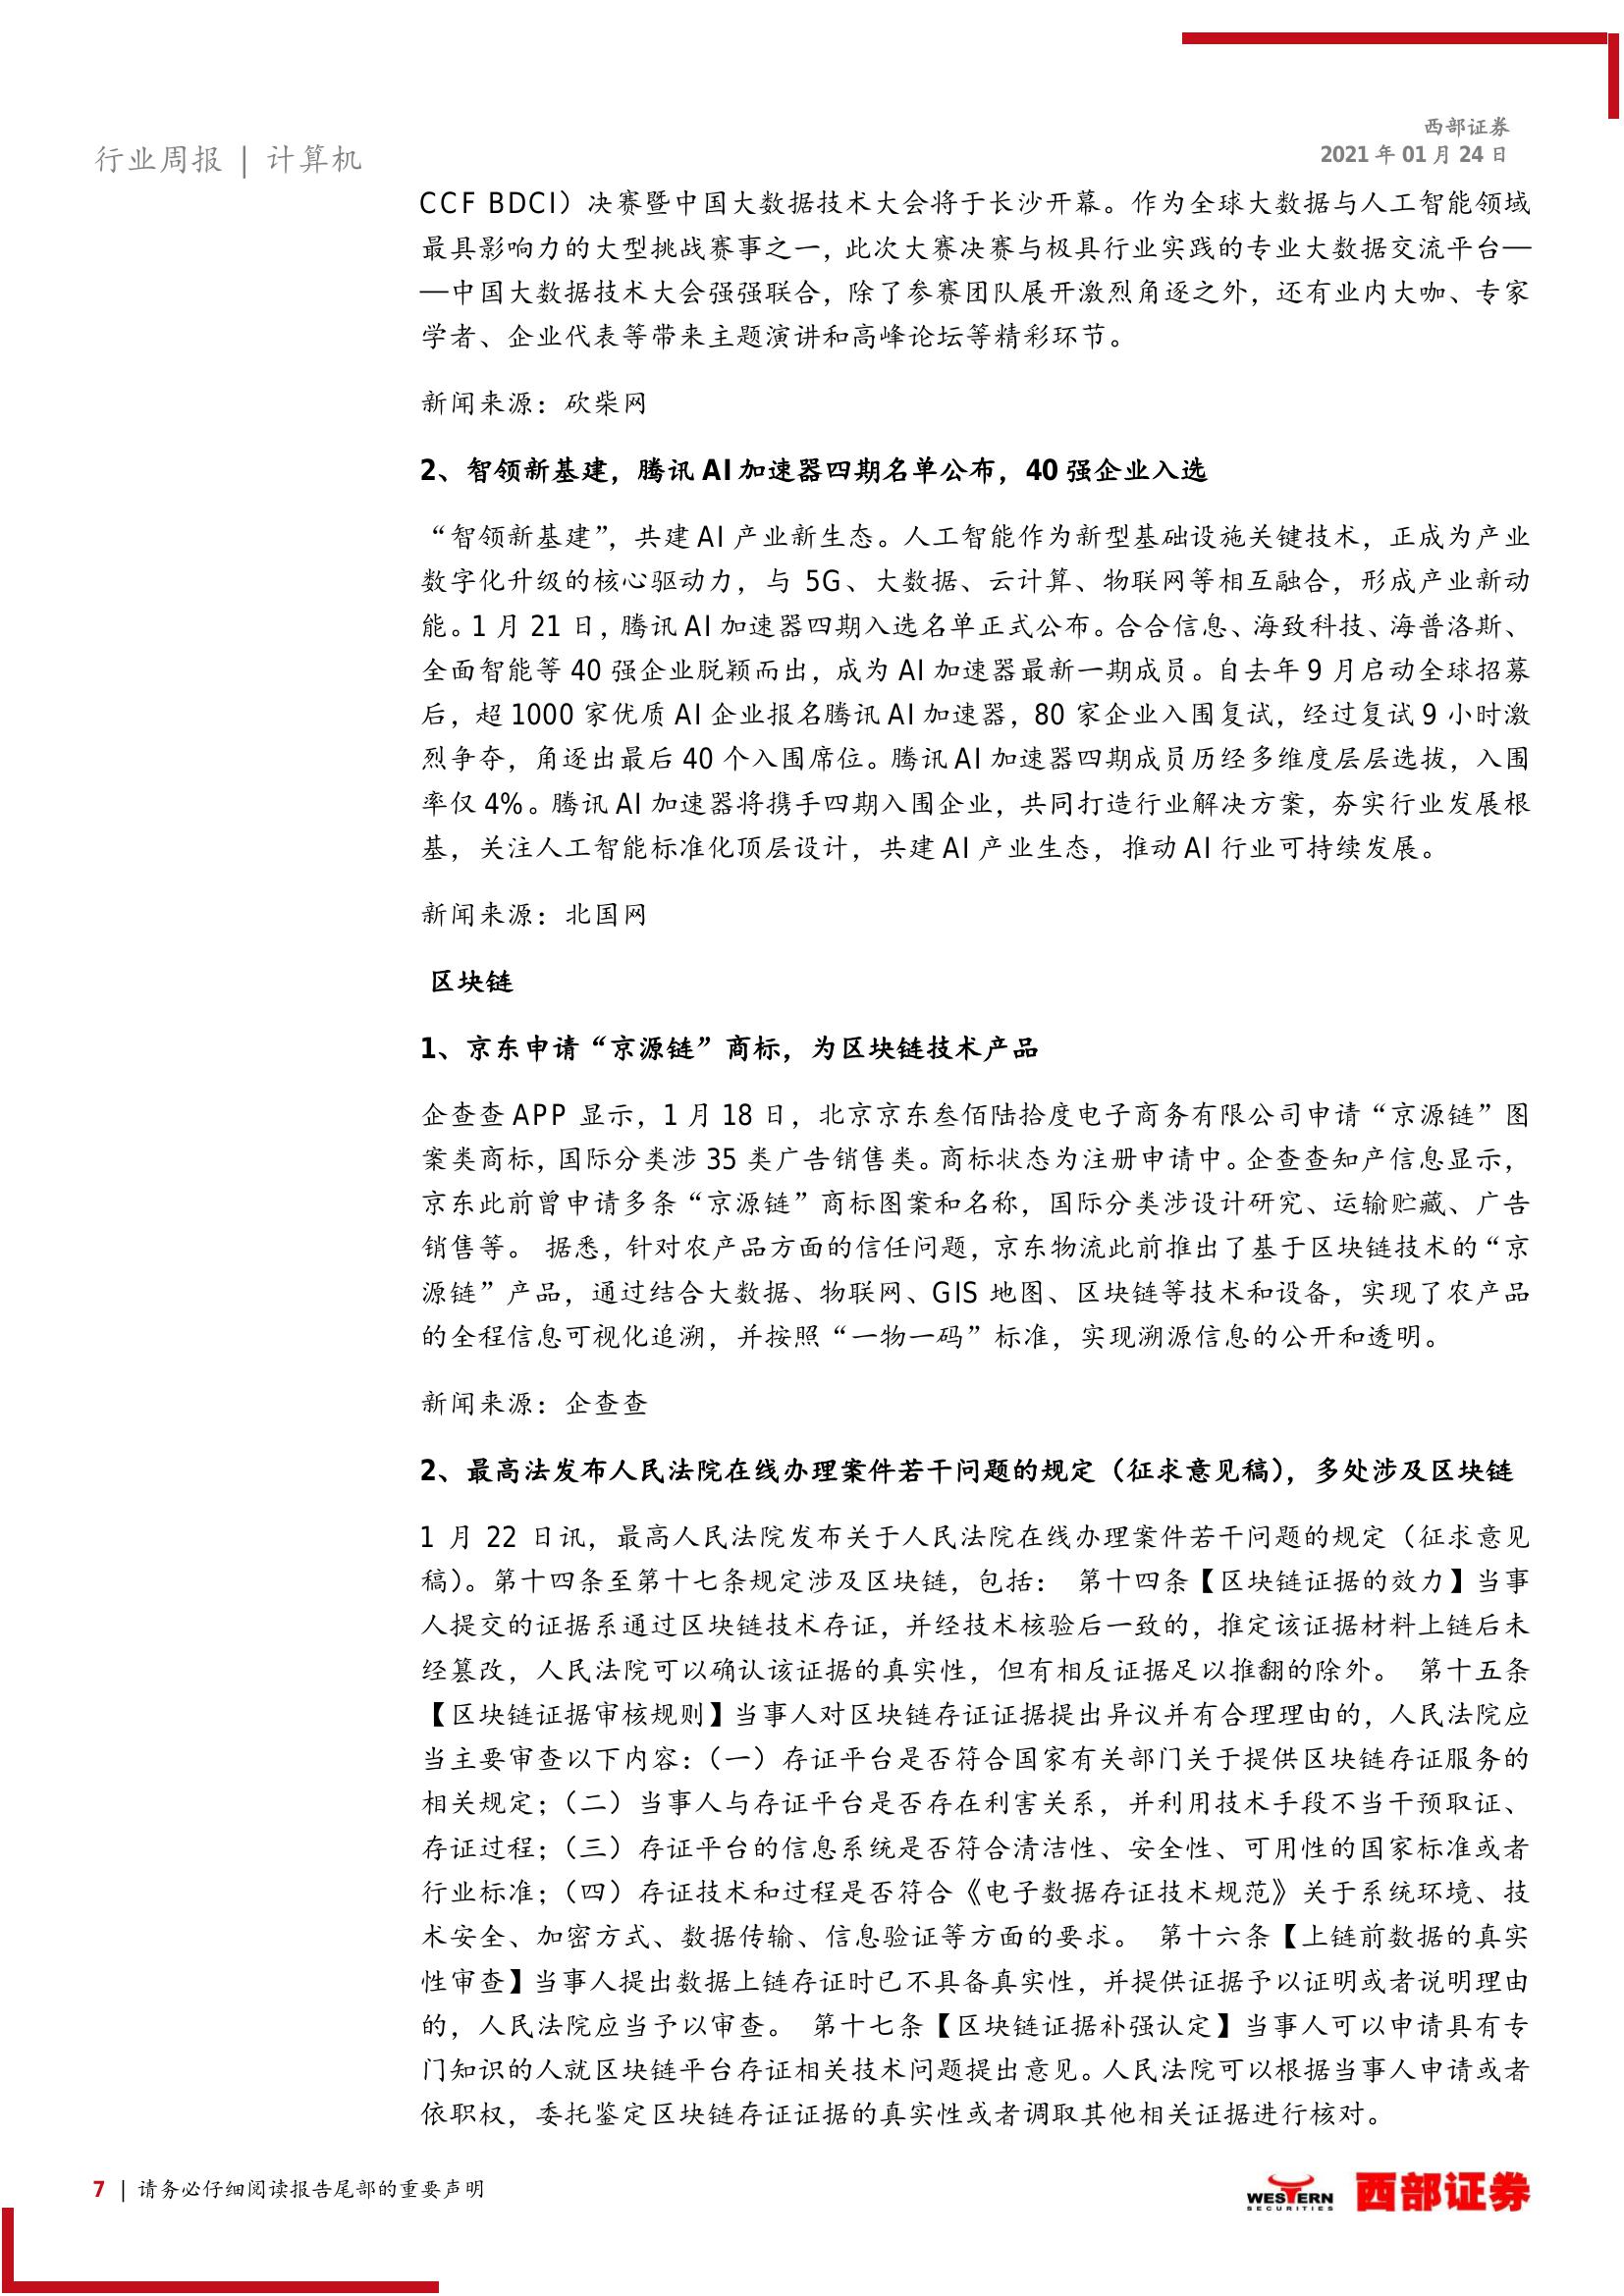 西部证券
2021 年 01 月 24 日
行业周报 | 计算机
CCF BDCI）决赛暨中国大数据技术大会将于长沙开幕。作为全球大数据与人工智能领域
最具影响力的大型挑战赛事之一，此次大赛决赛与极具行业实践的专业大数据交流平台—
—中国大数据技术大会强强联合，除了参赛团队展开激烈角逐之外，还有业内大咖、专家
学者、企业代表等带来主题演讲和高峰论坛等精彩环节。
新闻来源：砍柴网
2、智领新基建，腾讯 AI 加速器四期名单公布，40 强企业入选
“智领新基建”，共建 AI 产业新生态。人工智能作为新型基础设施关键技术，正成为产业
数字化升级的核心驱动力，与 5G、大数据、云计算、物联网等相互融合，形成产业新动
能。1 月 21 日，腾讯 AI 加速器四期入选名单正式公布。合合信息、海致科技、海普洛斯、
全面智能等 40 强企业脱颖而出，成为 AI 加速器最新一期成员。自去年 9 月启动全球招募
后，超 1000 家优质 AI 企业报名腾讯 AI 加速器，80 家企业入围复试，经过复试 9 小时激
烈争夺，角逐出最后 40 个入围席位。腾讯 AI 加速器四期成员历经多维度层层选拔，入围
率仅 4%。腾讯 AI 加速器将携手四期入围企业，共同打造行业解决方案，夯实行业发展根
基，关注人工智能标准化顶层设计，共建 AI 产业生态，推动 AI 行业可持续发展。
新闻来源：北国网
区块链
1、京东申请“京源链”商标，为区块链技术产品
企查查 APP 显示，1 月 18 日，北京京东叁佰陆拾度电子商务有限公司申请“京源链”图
案类商标，国际分类涉 35 类广告销售类。商标状态为注册申请中。企查查知产信息显示，
京东此前曾申请多条“京源链”商标图案和名称，国际分类涉设计研究、运输贮藏、广告
销售等。 据悉，针对农产品方面的信任问题，京东物流此前推出了基于区块链技术的“京
源链”产品，通过结合大数据、物联网、GIS 地图、区块链等技术和设备，实现了农产品
的全程信息可视化追溯，并按照“一物一码”标准，实现溯源信息的公开和透明。
新闻来源：企查查
2、最高法发布人民法院在线办理案件若干问题的规定（征求意见稿），多处涉及区块链
1 月 22 日讯，最高人民法院发布关于人民法院在线办理案件若干问题的规定（征求意见
稿）。第十四条至第十七条规定涉及区块链，包括： 第十四条【区块链证据的效力】当事
人提交的证据系通过区块链技术存证，并经技术核验后一致的，推定该证据材料上链后未
经篡改，人民法院可以确认该证据的真实性，但有相反证据足以推翻的除外。 第十五条
【区块链证据审核规则】当事人对区块链存证证据提出异议并有合理理由的，人民法院应
当主要审查以下内容：（一）存证平台是否符合国家有关部门关于提供区块链存证服务的
相关规定；（二）当事人与存证平台是否存在利害关系，并利用技术手段不当干预取证、
存证过程；（三）存证平台的信息系统是否符合清洁性、安全性、可用性的国家标准或者
行业标准；（四）存证技术和过程是否符合《电子数据存证技术规范》关于系统环境、技
术安全、加密方式、数据传输、信息验证等方面的要求。 第十六条【上链前数据的真实
性审查】当事人提出数据上链存证时已不具备真实性，并提供证据予以证明或者说明理由
的，人民法院应当予以审查。 第十七条【区块链证据补强认定】当事人可以申请具有专
门知识的人就区块链平台存证相关技术问题提出意见。人民法院可以根据当事人申请或者
依职权，委托鉴定区块链存证证据的真实性或者调取其他相关证据进行核对。
7 | 请务必仔细阅读报告尾部的重要声明
WESTERN
SECURITIES
西部证券